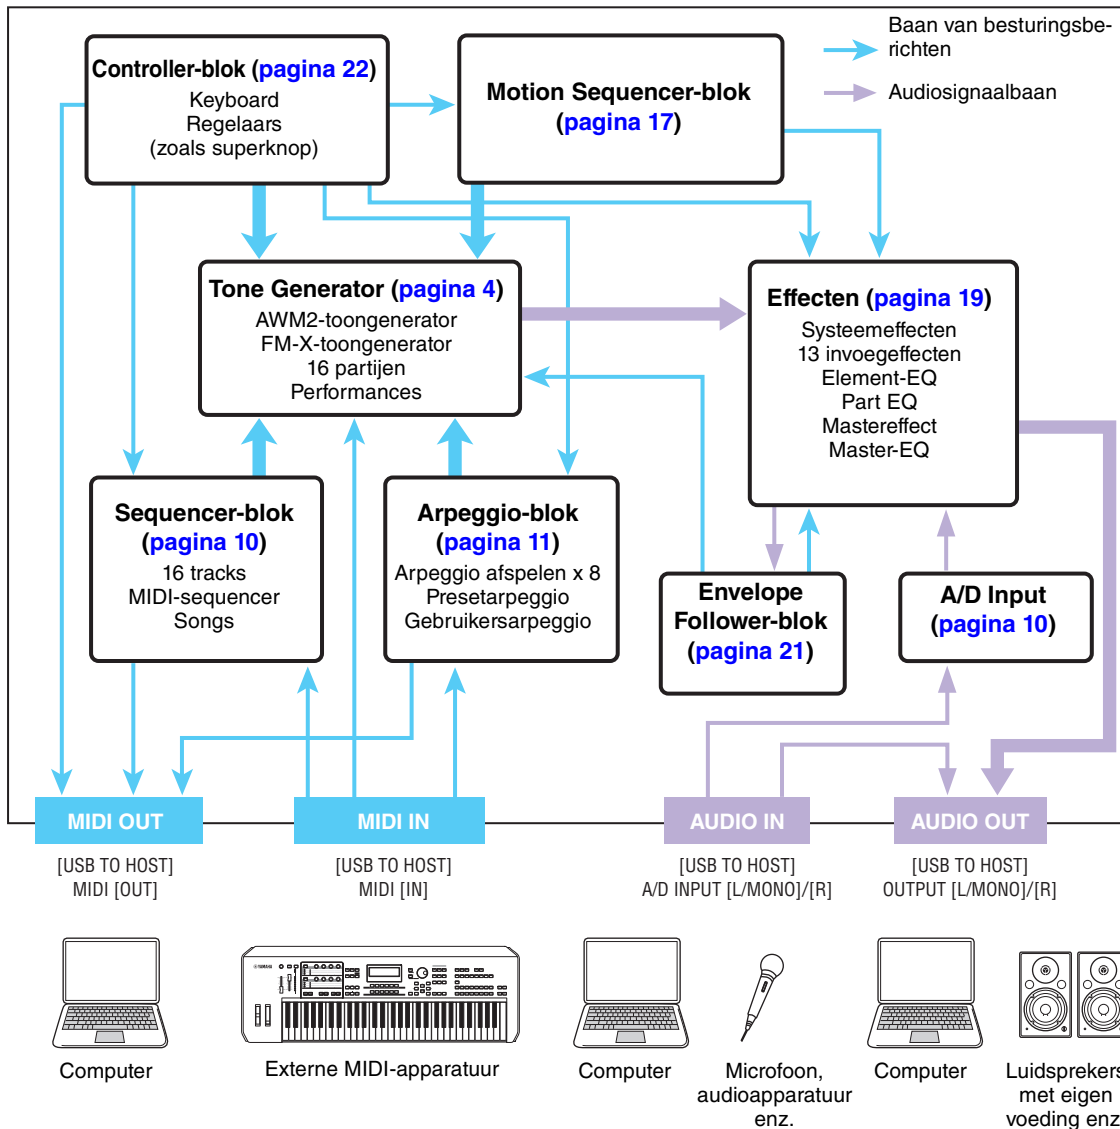 Baan van besturingsbe-
richten
Audiosignaalbaan
Controller-blok (pagina 22)
Keyboard
Regelaars
(zoals superknop)
Motion Sequencer-blok
(pagina 17)
Tone Generator (pagina 4)
AWM2-toongenerator
FM-X-toongenerator
16 partijen
Performances
Effecten (pagina 19)
Systeemeffecten
13 invoegeffecten
Element-EQ
Part EQ
Mastereffect
Master-EQ
Sequencer-blok
(pagina 10)
16 tracks
MIDI-sequencer
Songs
Arpeggio-blok
(pagina 11)
Arpeggio afspelen x 8
Presetarpeggio
Gebruikersarpeggio
Envelope
Follower-blok
(pagina 21)
A/D Input
(pagina 10)
MIDI OUT
MIDI IN
AUDIO IN
AUDIO OUT
[USB TO HOST]
MIDI [OUT]
[USB TO HOST]
MIDI [IN]
[USB TO HOST]
A/D INPUT [L/MONO]/[R]
[USB TO HOST]
OUTPUT [L/MONO]/[R]
YAMAHA
Computer
Externe MIDI-apparatuur
Computer
Microfoon,
audioapparatuur
enz.
Computer
Luidsprekers
met eigen
voeding enz